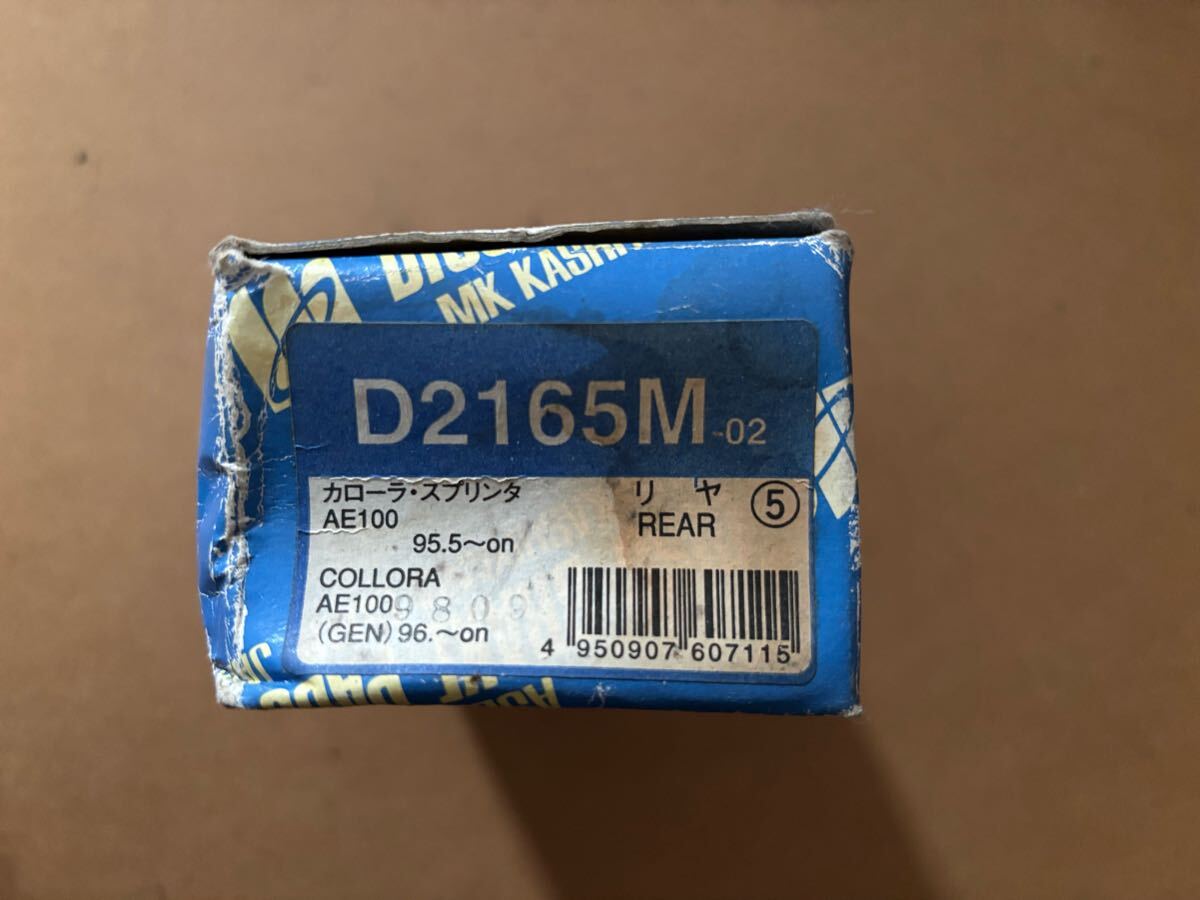 MK KASHI
D2165M-02
カローラ・スプリンタ
リヤ
⑤
AE100
REAR
95.5〜on
COLLORA
AE100
9809
(GEN) 96.〜on
4 950907 607115